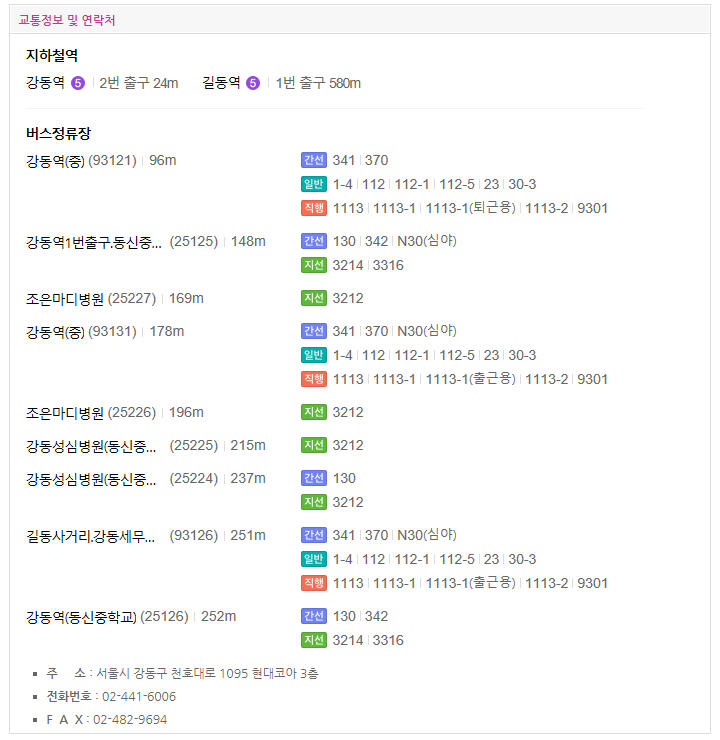 교통정보 및 연락처
지하철역
강동역 5 2번 출구 24m 길동역 5 1번 출구 580m
버스정류장
강동역(중) (93121) 96m 간선 341 370
일반 1-4 112 112-1 112-5 23 30-3
직행 1113 1113-1 1113-1(퇴근용) 1113-2 9301
강동역1번출구.동신중... (25125) 148m 간선 130 342 N30(심야)
지선 3214 3316
조은마디병원 (25227) 169m 지선 3212
강동역(중) (93131) 178m 간선 341 370 N30(심야)
일반 1-4 112 112-1 112-5 23 30-3
직행 1113 1113-1 1113-1(출근용) 1113-2 9301
조은마디병원 (25226) 196m 지선 3212
강동성심병원(동신중... (25225) 215m 지선 3212
강동성심병원(동신중... (25224) 237m 간선 130
지선 3212
길동사거리.강동세무... (93126) 251m 간선 341 370 N30(심야)
일반 1-4 112 112-1 112-5 23 30-3
직행 1113 1113-1 1113-1(출근용) 1113-2 9301
강동역(동신중학교) (25126) 252m 간선 130 342
지선 3214 3316
주 소 : 서울시 강동구 천호대로 1095 현대코아 3층
전화번호 : 02-441-6006
F A X : 02-482-9694